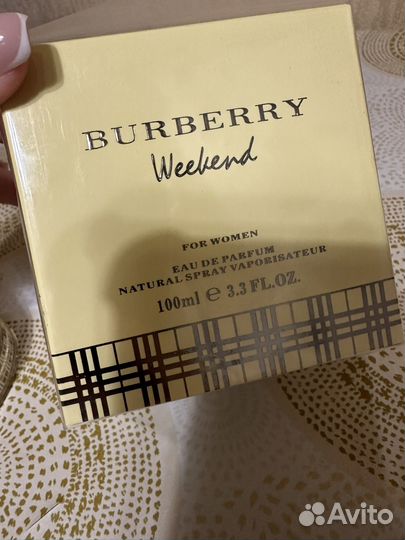 BURBERRY
Weekend
FOR WOMEN
EAU DE PARFUM
NATURAL SPRAY VAPORISATEUR
100ml e 3.3 FL.OZ.
Avito